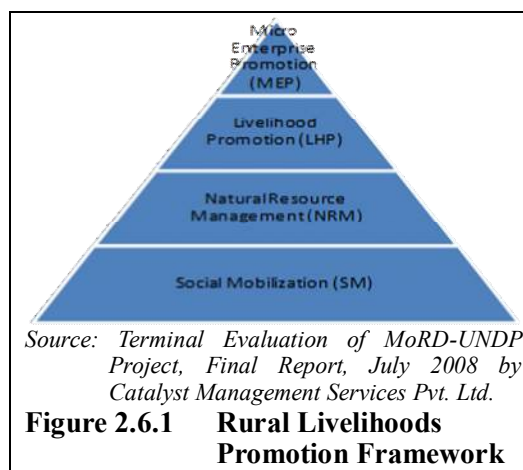 Micro
Enterprise
Promotion
(MEP)
Livelihood
Promotion (LHP)
Natural Resource
Management (NRM)
Social Mobilization (SM)
Source: Terminal Evaluation of MoRD-UNDP
Project, Final Report, July 2008 by
Catalyst Management Services Pvt. Ltd.
Figure 2.6.1 Rural Livelihoods
Promotion Framework